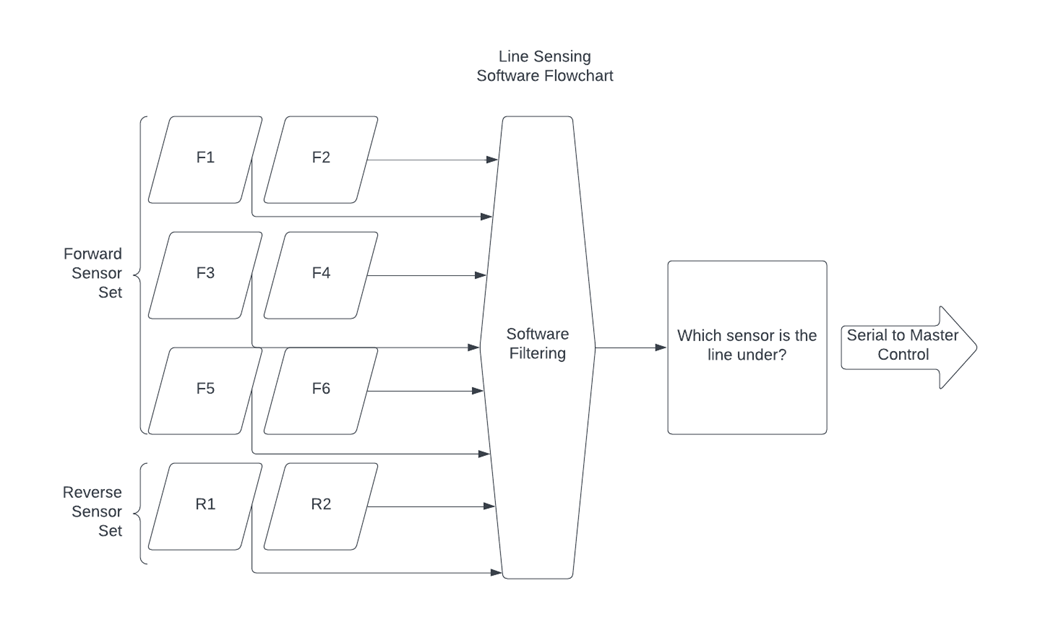 Line Sensing
Software Flowchart
F1
F2
Forward
Sensor
Set
F3
F4
F5
F6
Reverse
Sensor
Set
R1
R2
Software
Filtering
Which sensor is the
line under?
Serial to Master
Control